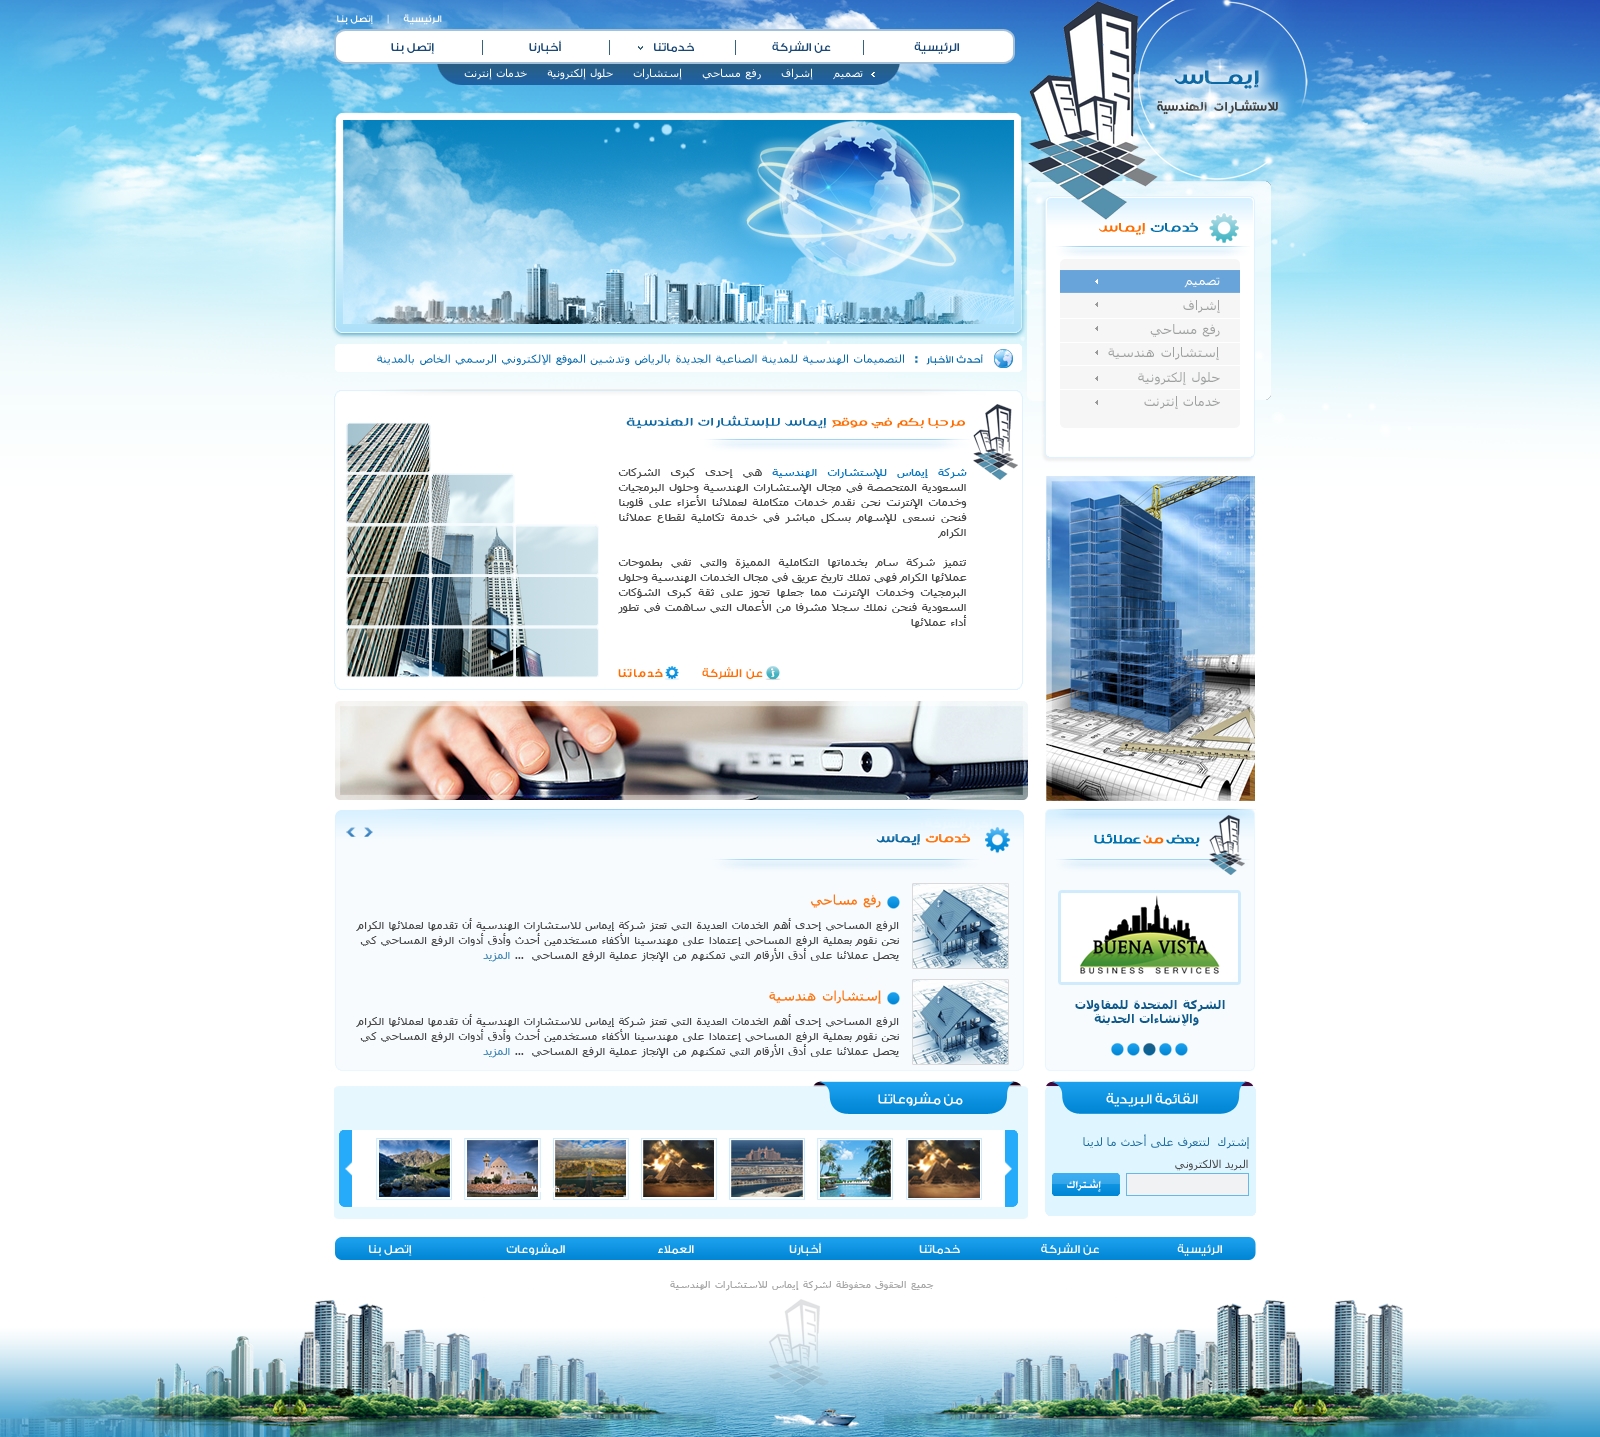 الرئيسية | إتصل بنا
إيمـاس
للاستشارات الهندسية
الرئيسية
عن الشركة
خدماتنا
أخبارنا
إتصل بنا
تصميم
إشراف
رفع مساحي
إستشارات
حلول إلكترونية
خدمات إنترنت
خدمات إيماس
تصميم
إشراف
رفع مساحي
إستشارات هندسية
حلول إلكترونية
خدمات إنترنت
أحدث الأخبار : التصميمات الهندسية للمدينة الصناعية الجديدة بالرياض وتدشين الموقع الإلكتروني الرسمي الخاص بالمدينة
مرحبا بكم في موقع إيماس للإستشارات الهندسية
شركة إيماس للإستشارات الهندسية هي إحدى كبرى الشركات
السعودية المتخصصة في مجال الإستشارات الهندسية وحلول البرمجيات
وخدمات الإنترنت نحن نقدم خدمات متكاملة لعملائنا الأعزاء على قلوبنا
فنحن نسعى للإسهام بشكل مباشر في خدمة تكاملية لقطاع عملائنا
الكرام
تتميز شركة سام بخدماتها التكاملية المميزة والتي تفى بطموحات
عملائها الكرام فهي تملك تاريخ عريق في مجال الخدمات الهندسية وحلول
البرمجيات وخدمات الإنترنت مما جعلها تحوز على ثقة كبرى الشؤكات
السعودية فنحن نملك سجلا مشرفا من الأعمال التي ساهمت في تطور
أداء عملائها
عن الشركة
خدماتنا
خدمات إيماس
رفع مساحي
الرفع المساحي إحدى أهم الخدمات العديدة التي تعتز شركة إيماس للاستشارات الهندسية أن تقدمها لعملائها الكرام
نحن نقوم بعملية الرفع المساحي إعتمادا على مهندسينا الأكفاء مستخدمين أحدث وأدق أدوات الرفع المساحي كي
يحصل عملائنا على أدق الأرقام التي تمكنهم من الإنجاز عملية الرفع المساحي ... المزيد
إستشارات هندسية
الرفع المساحي إحدى أهم الخدمات العديدة التي تعتز شركة إيماس للاستشارات الهندسية أن تقدمها لعملائها الكرام
نحن نقوم بعملية الرفع المساحي إعتمادا على مهندسينا الأكفاء مستخدمين أحدث وأدق أدوات الرفع المساحي كي
يحصل عملائنا على أدق الأرقام التي تمكنهم من الإنجاز عملية الرفع المساحي ... المزيد
بعض من عملائنا
BUENA VISTA
BUSINESS SERVICES
الشركة المتحدة للمقاولات
والإنشاءات الحديثة
من مشروعاتنا
القائمة البريدية
إشترك لتتعرف على أحدث ما لدينا
البريد الالكتروني
إشتراك
الرئيسية
عن الشركة
خدماتنا
أخبارنا
العملاء
المشروعات
إتصل بنا
جميع الحقوق محفوظة لشركة إيماس للاستشارات الهندسية